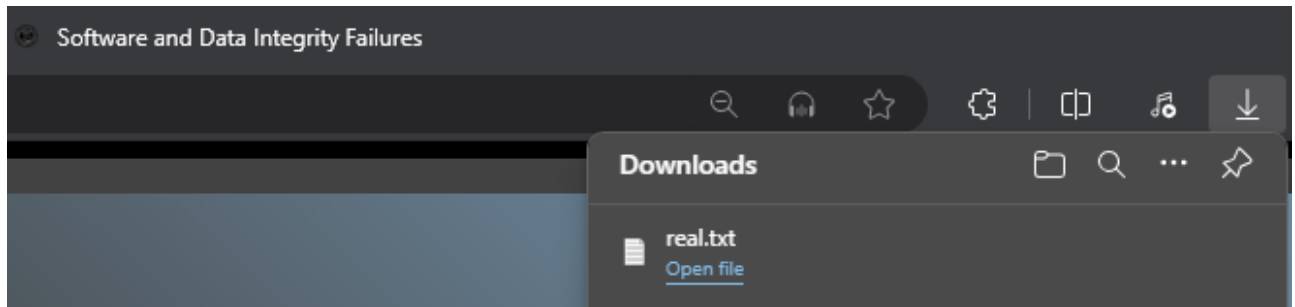 Software and Data Integrity Failures
Downloads
real.txt
Open file